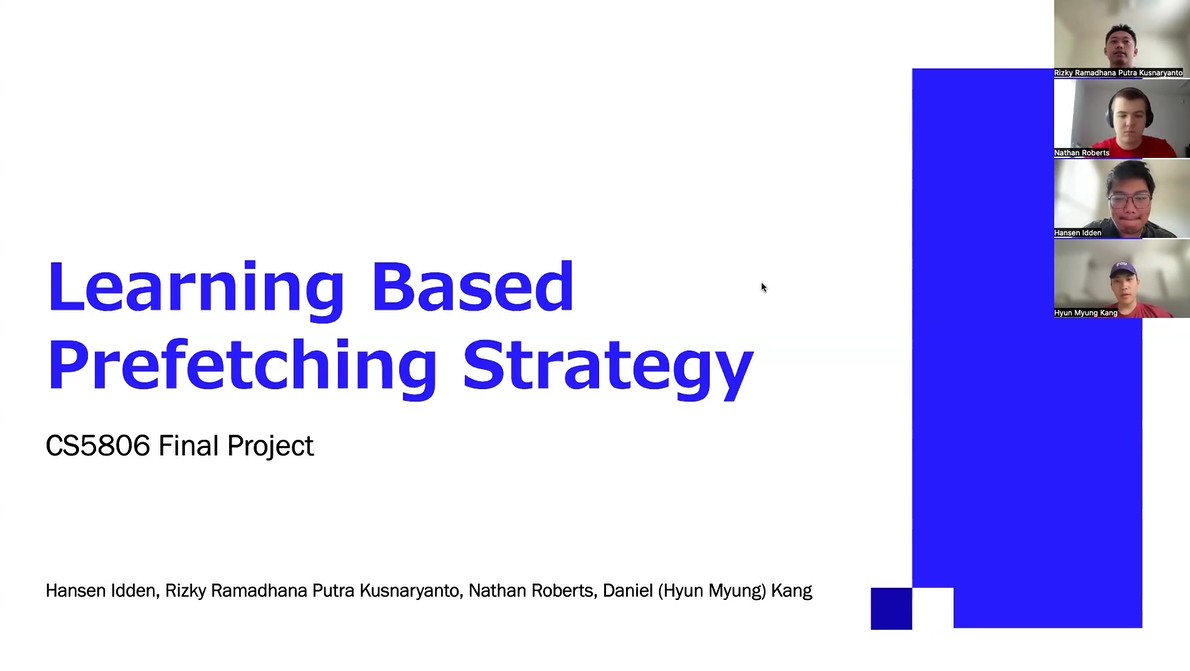 Learning Based
Prefetching Strategy
CS5806 Final Project
Hansen Idden, Rizky Ramadhana Putra Kusnaryanto, Nathan Roberts, Daniel (Hyun Myung) Kang
Rizky Ramadhana Putra Kusnaryanto
Nathan Roberts
Hansen Idden
Hyun Myung Kang